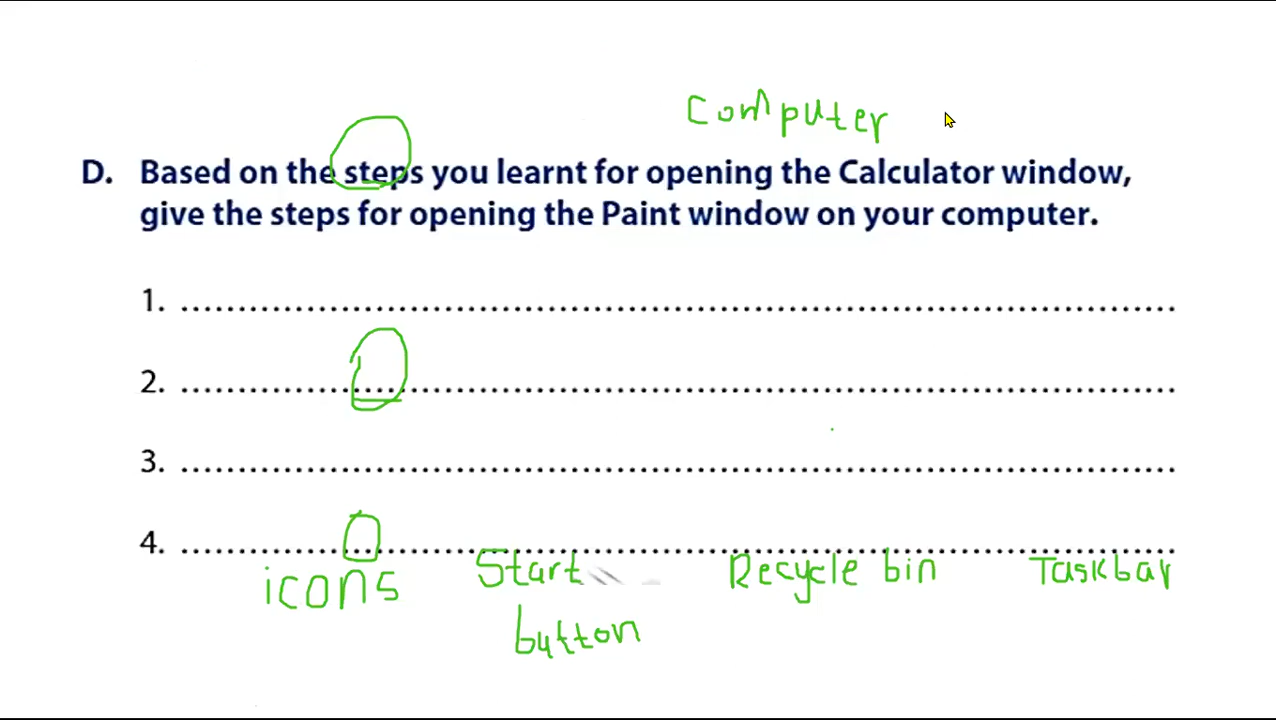 computer
D. Based on the steps you learnt for opening the Calculator window,
give the steps for opening the Paint window on your computer.
1. ....................................................................................
2. ....................................................................................
3. ....................................................................................
4. ....................................................................................
icons Start Recycle bin Taskbar
button